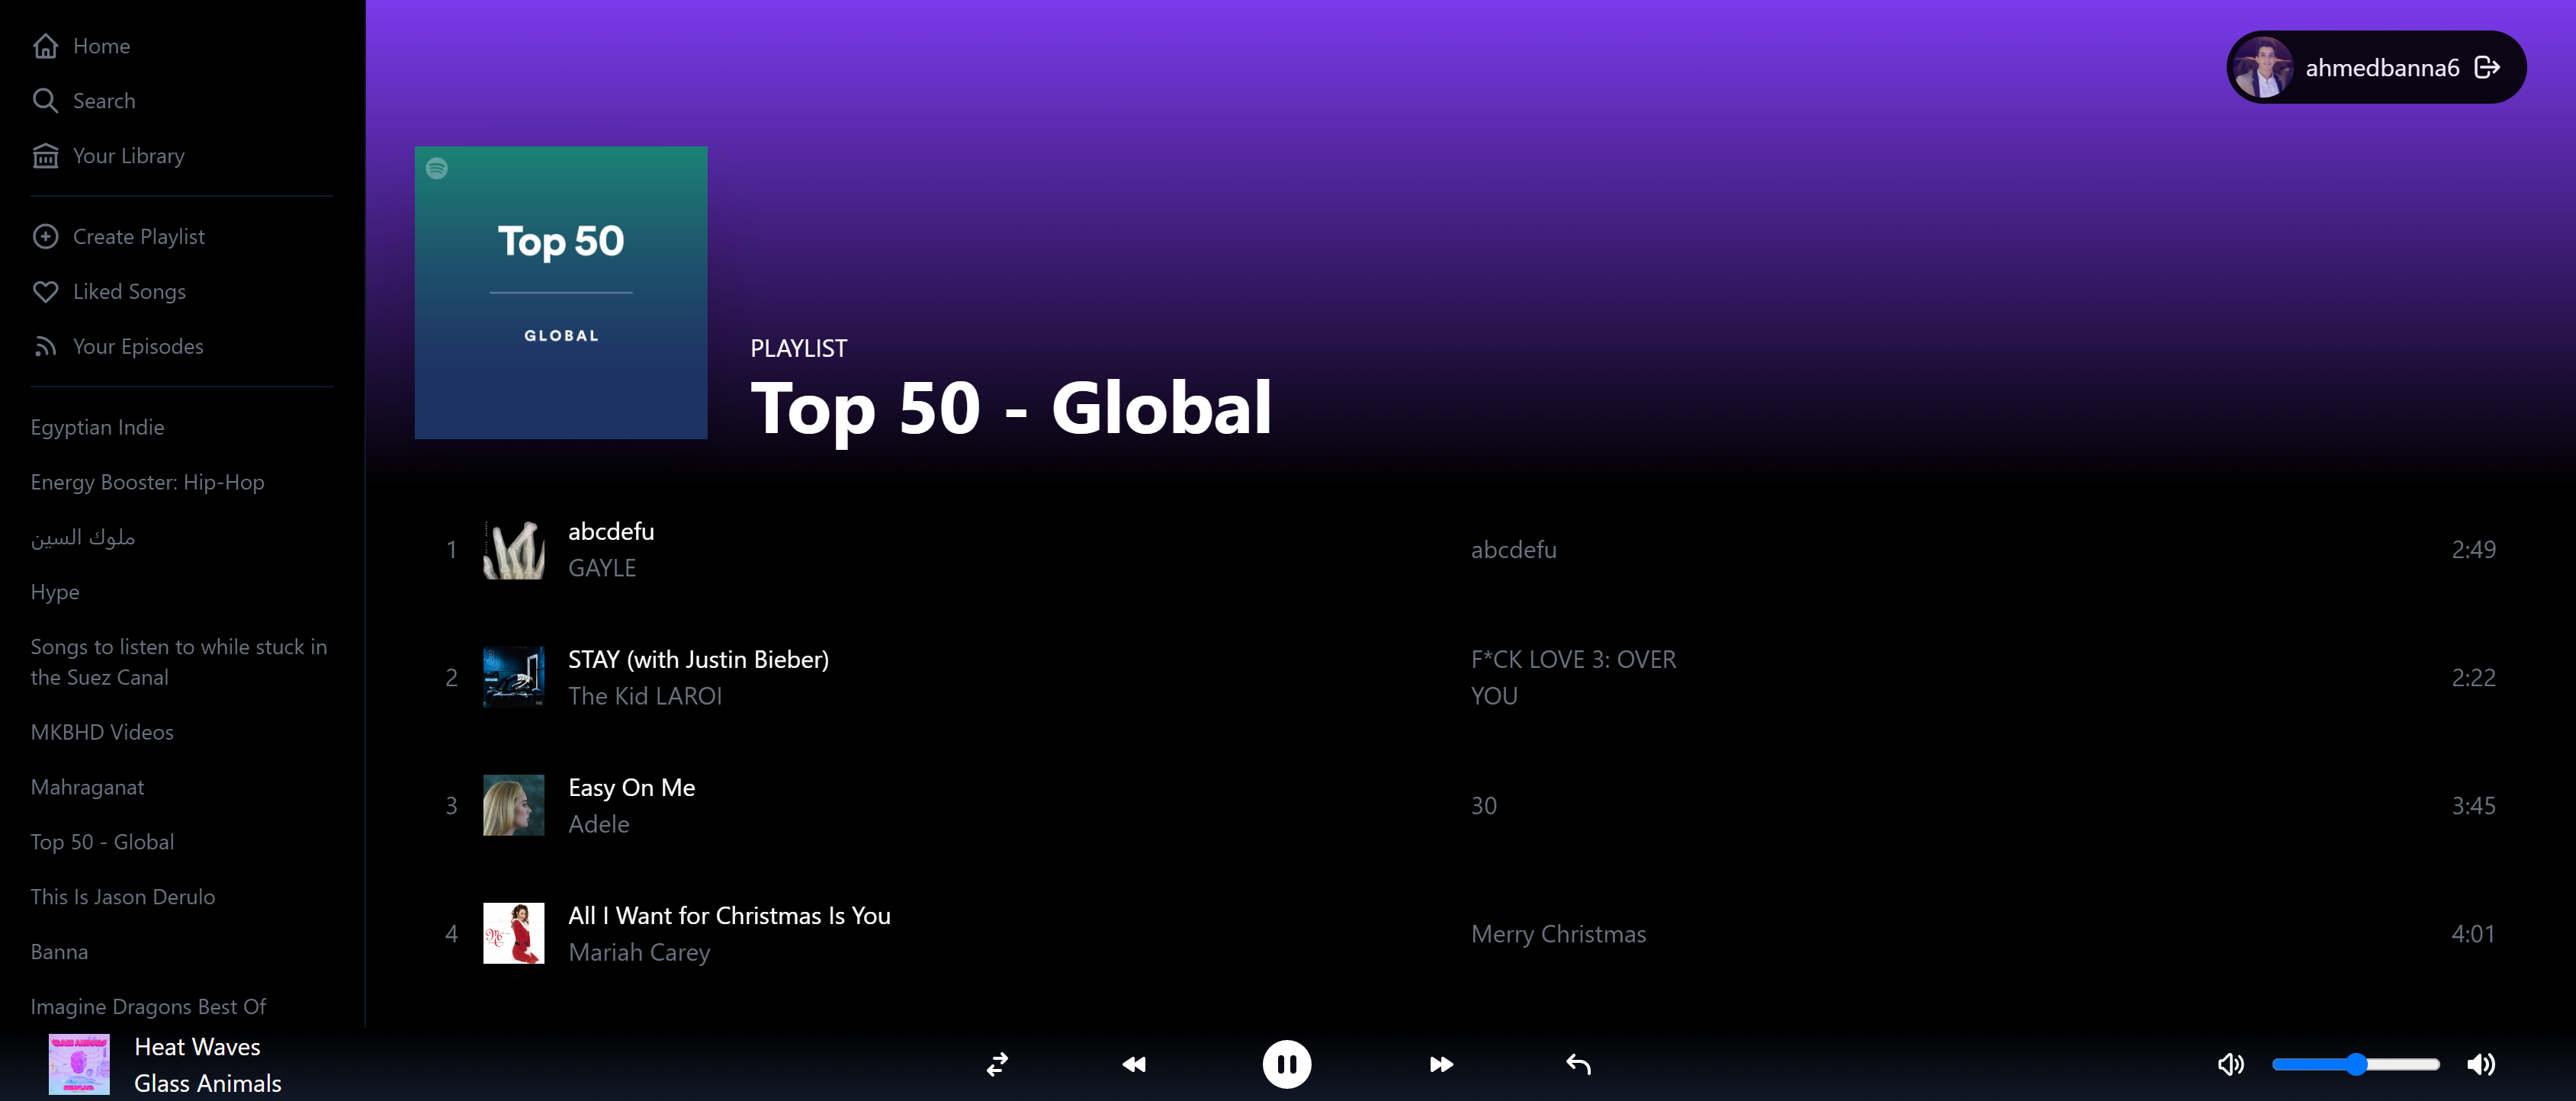 Home
Search
Your Library
Create Playlist
Liked Songs
Your Episodes
Egyptian Indie
Energy Booster: Hip-Hop
ملوك السين
Hype
Songs to listen to while stuck in
the Suez Canal
MKBHD Videos
Mahraganat
Top 50 - Global
This Is Jason Derulo
Banna
Imagine Dragons Best Of
ahmedbanna6
Top 50
GLOBAL
PLAYLIST
Top 50 - Global
1
abcdefu
GAYLE
abcdefu
2:49
2
STAY (with Justin Bieber)
The Kid LAROI
F*CK LOVE 3: OVER
YOU
2:22
3
Easy On Me
Adele
30
3:45
4
All I Want for Christmas Is You
Mariah Carey
Merry Christmas
4:01
Heat Waves
Glass Animals